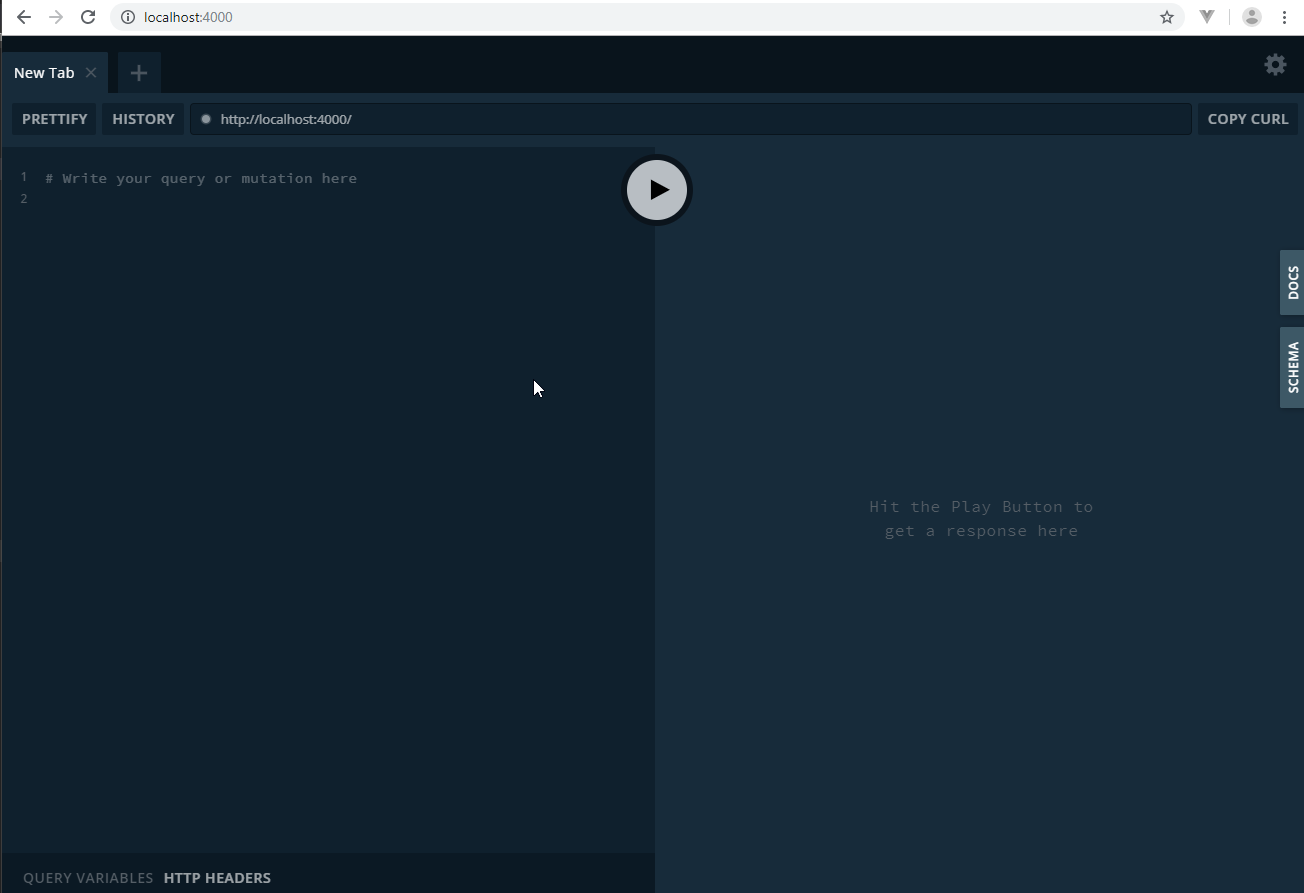 localhost:4000
New Tab
PRETTIFY HISTORY http://localhost:4000/ COPY CURL
1 # Write your query or mutation here
2
DOCS
SCHEMA
Hit the Play Button to
get a response here
QUERY VARIABLES HTTP HEADERS